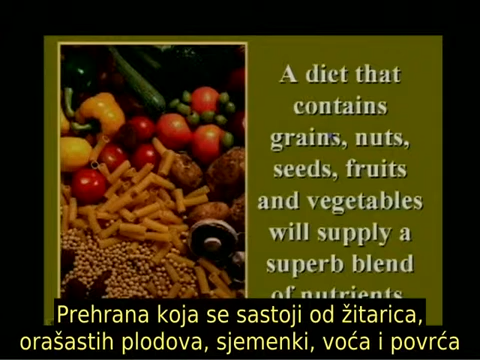 A diet that
contains
grains, nuts,
seeds, fruits
and vegetables
will supply a
superb blend
of nutrients
Prehrana koja se sastoji od žitarica,
orašastih plodova, sjemenki, voća i povrća